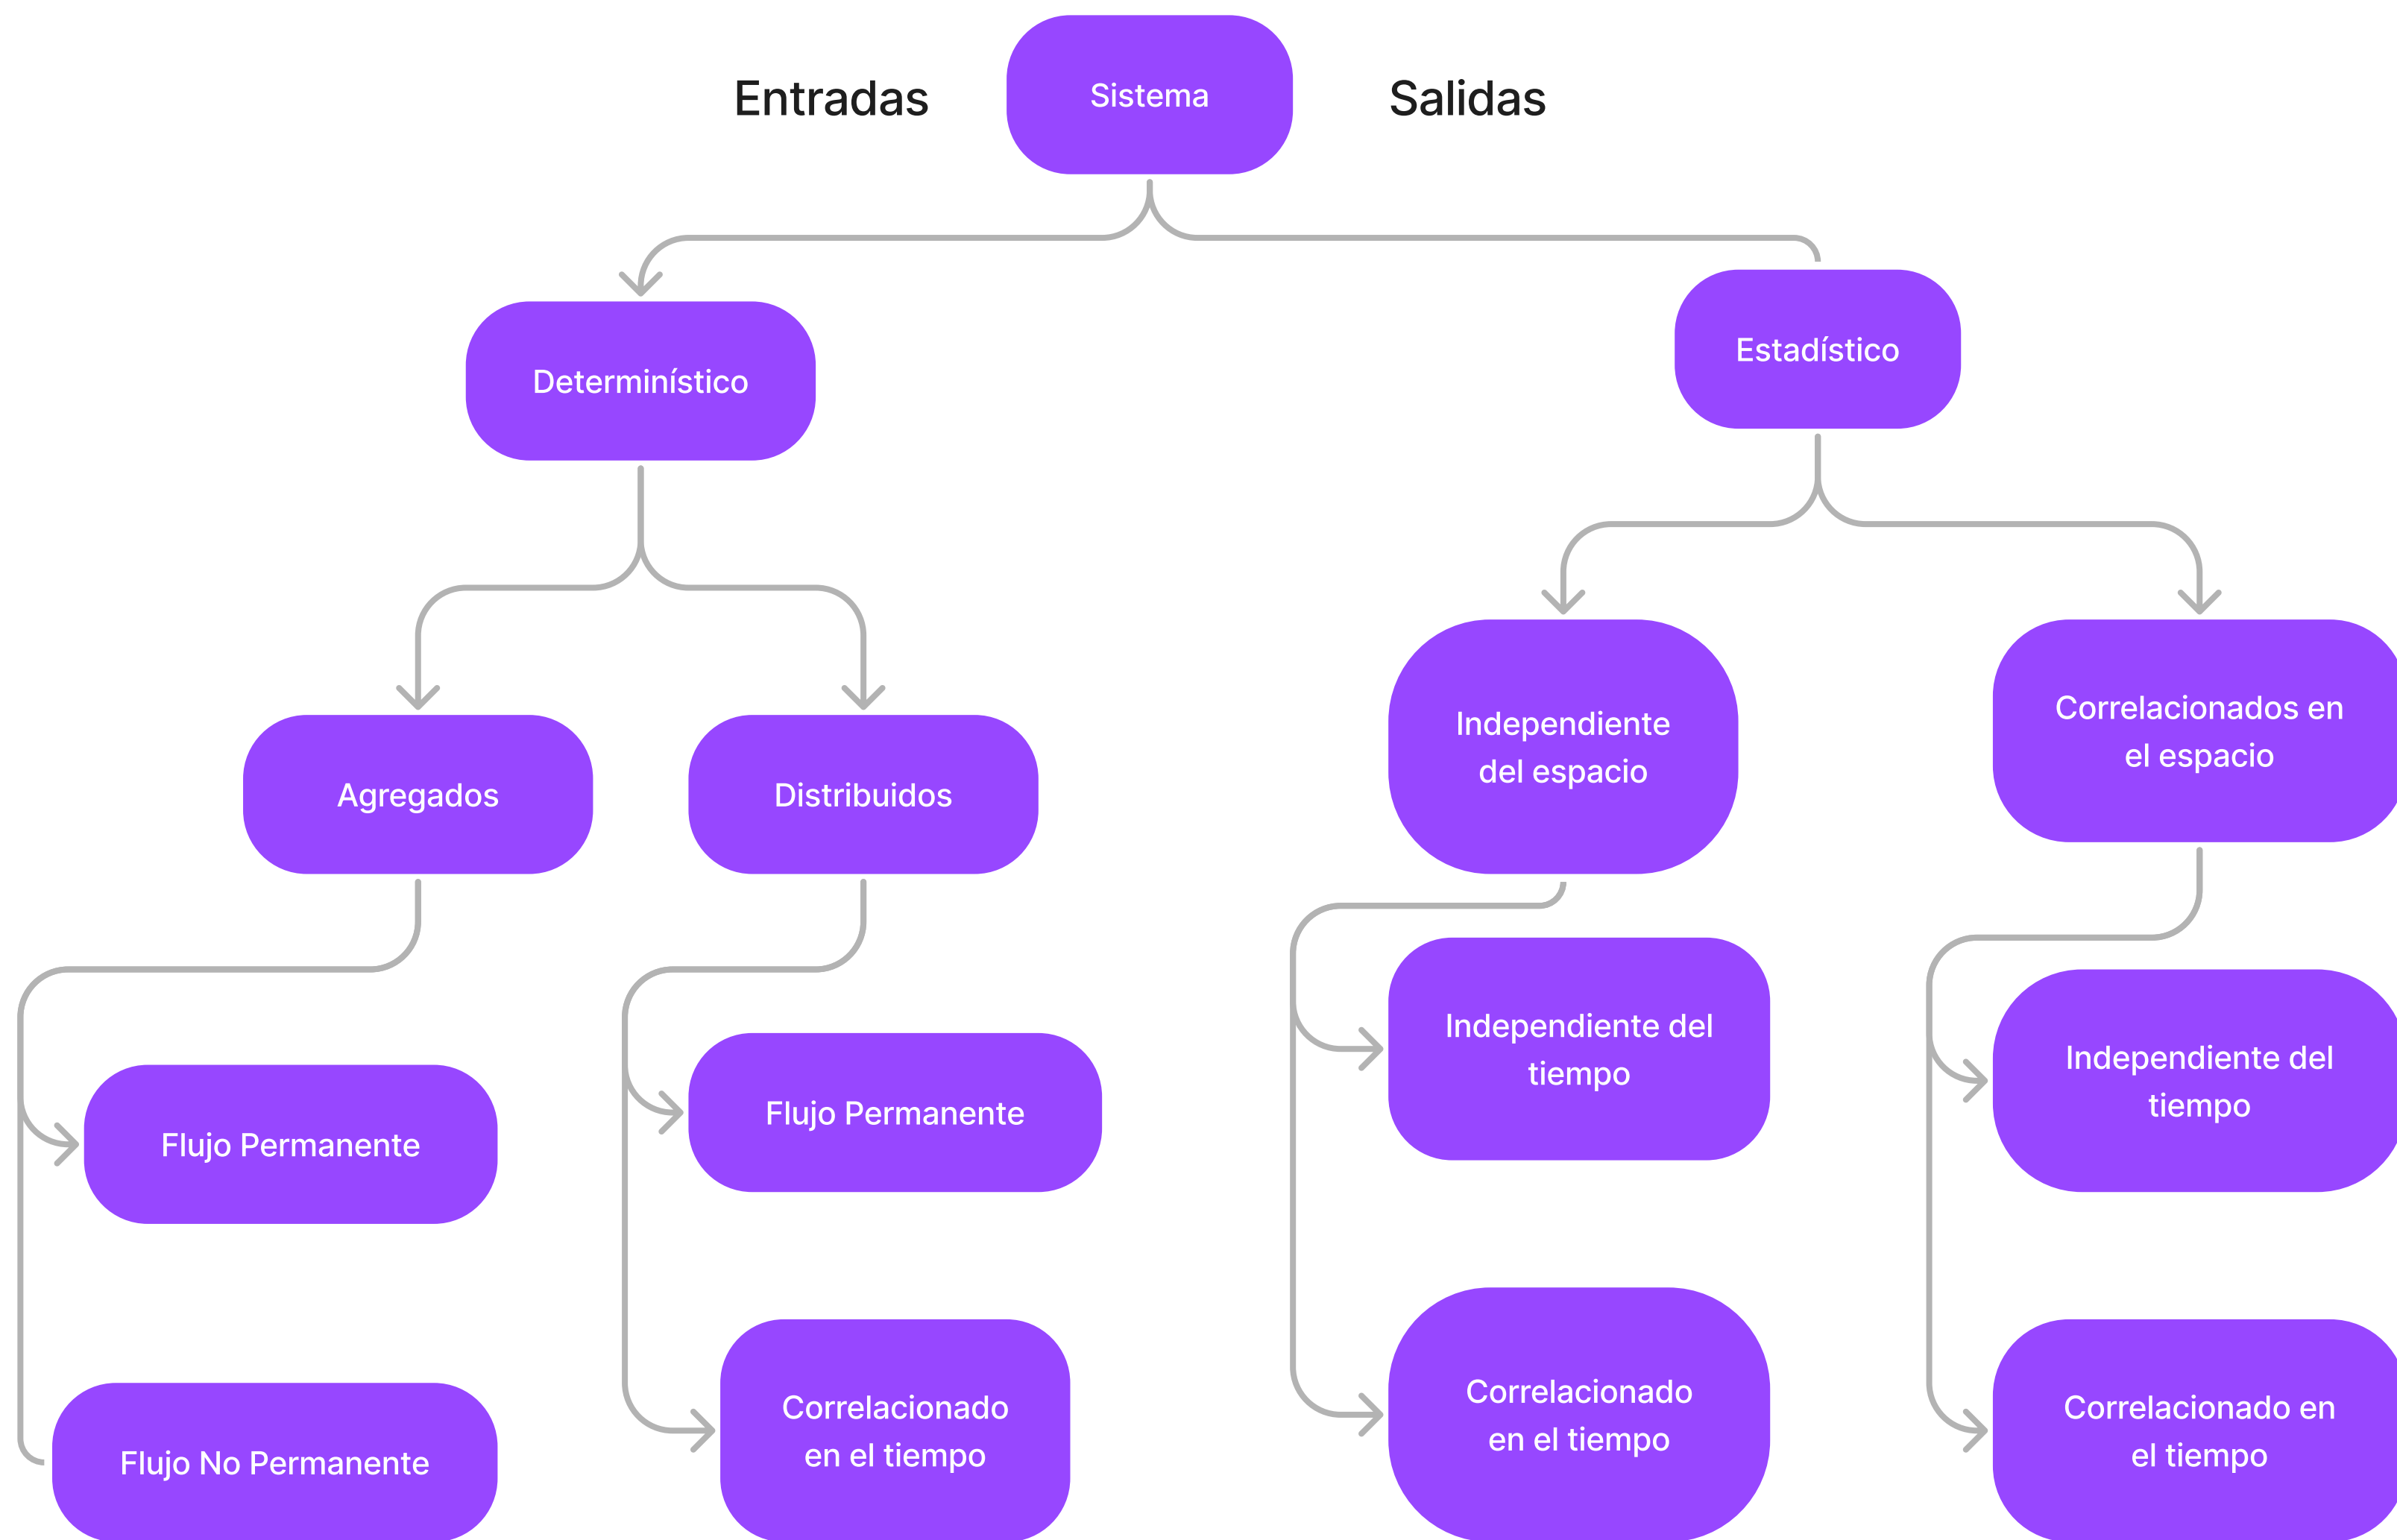 Entradas
Sistema
Salidas
Determinístico
Estadístico
Agregados
Distribuidos
Independiente
del espacio
Correlacionados en
el espacio
Flujo Permanente
Flujo Permanente
Independiente del
tiempo
Independiente del
tiempo
Flujo No Permanente
Correlacionado
en el tiempo
Correlacionado
en el tiempo
Correlacionado en
el tiempo